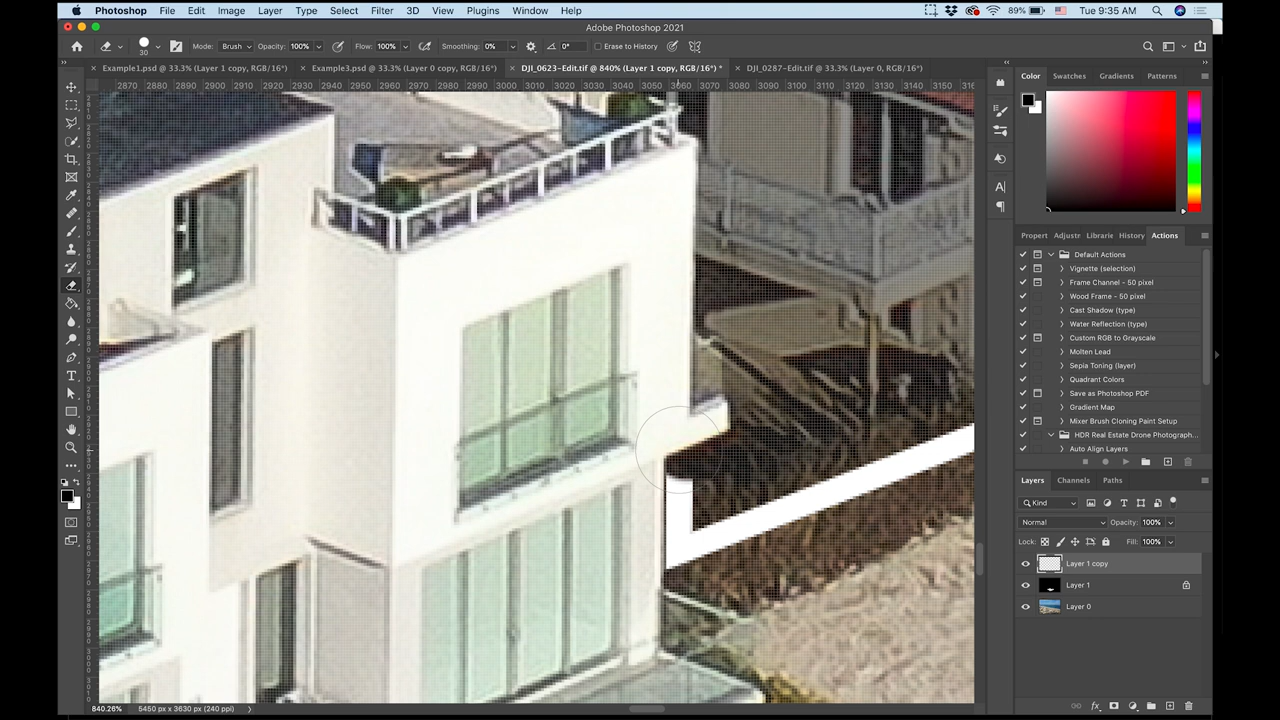 Photoshop File Edit Image Layer Type Select Filter 3D View Plugins Window Help 89% Tue 9:35 AM
Adobe Photoshop 2021
30 Mode: Brush Opacity: 100% Flow: 100% Smoothing: 0% 0° Erase to History
Example1.psd @ 33.3% (Layer 1 copy, RGB/16*) Example3.psd @ 33.3% (Layer 0 copy, RGB/16*) DJI_0623-Edit.tif @ 840% (Layer 1 copy, RGB/16*) * DJI_0287-Edit.tif @ 33.3% (Layer 0, RGB/16*)
2870 2880 2890 2900 2910 2920 2930 2940 2950 2960 2970 2980 2990 3000 3010 3020 3030 3040 3050 3060 3070 3080 3090 3100 3110 3120 3130 3140 3150 316
Color Swatches Gradients Patterns
Propert Adjustr Librarie History Actions
Default Actions
Vignette (selection)
Frame Channel - 50 pixel
Wood Frame - 50 pixel
Cast Shadow (type)
Water Reflection (type)
Custom RGB to Grayscale
Molten Lead
Sepia Toning (layer)
Quadrant Colors
Save as Photoshop PDF
Gradient Map
Mixer Brush Cloning Paint Setup
HDR Real Estate Drone Photograph...
Auto Align Layers
Layers Channels Paths
Kind
Normal Opacity: 100%
Lock: Fill: 100%
Layer 1 copy
Layer 1
Layer 0
840.26% 5450 px x 3630 px (240 ppi)